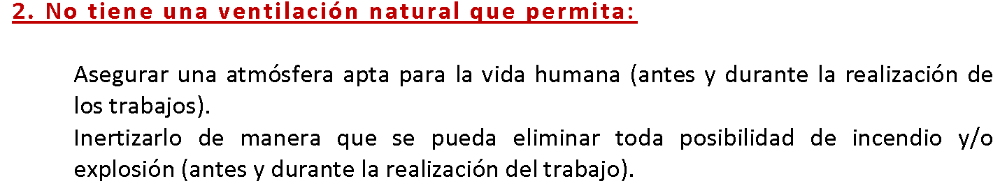 2. No tiene una ventilación natural que permita:
Asegurar una atmósfera apta para la vida humana (antes y durante la realización de
los trabajos).
Inertizarlo de manera que se pueda eliminar toda posibilidad de incendio y/o
explosión (antes y durante la realización del trabajo).